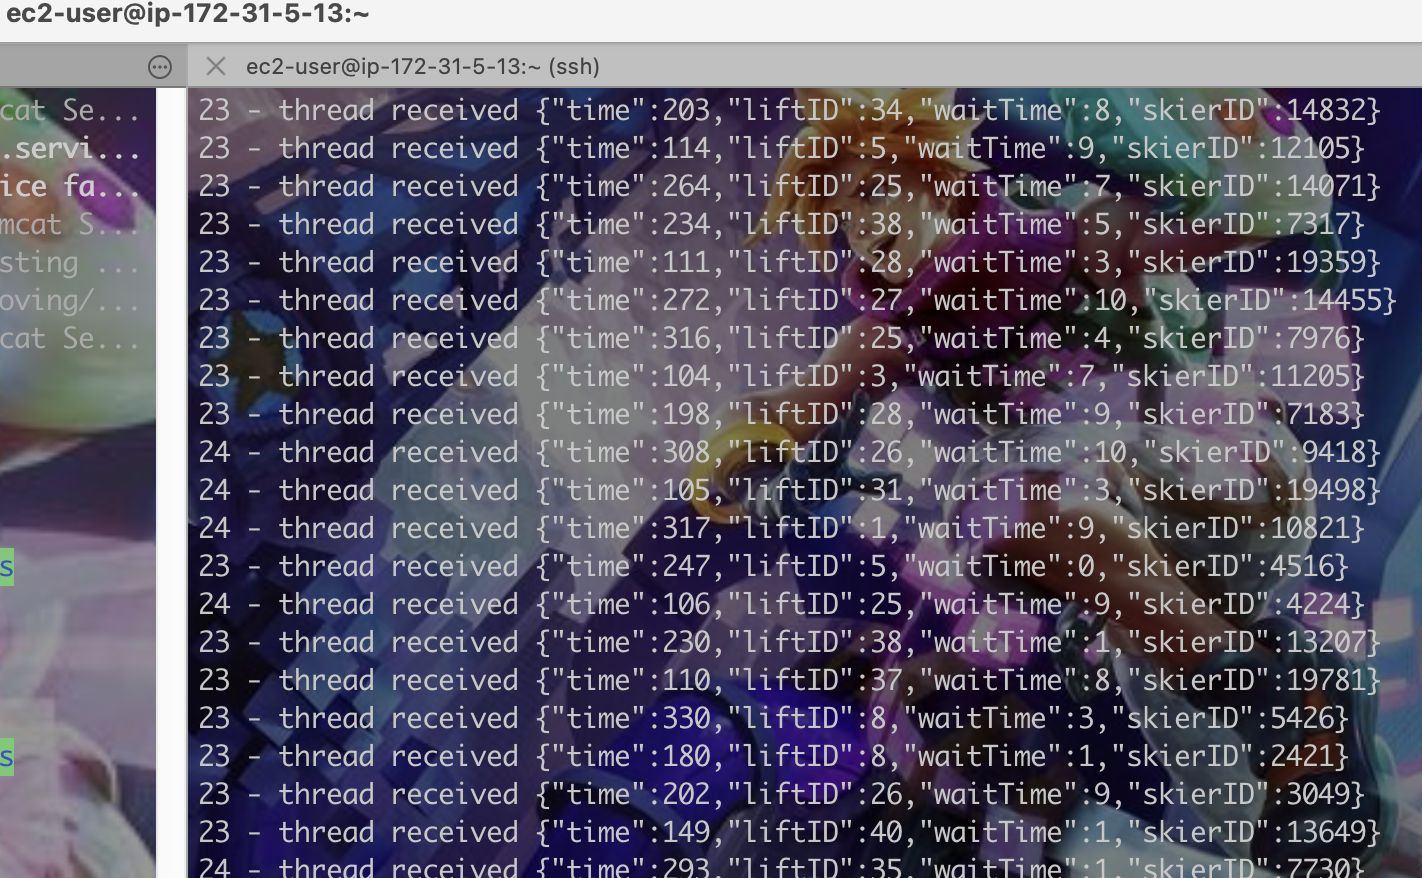 ec2-user@ip-172-31-5-13:~
ec2-user@ip-172-31-5-13:~ (ssh)
cat Se...
.servi...
ice fa...
mcat S...
sting ...
oving/...
cat Se...
s
s
23 - thread received {"time":203,"liftID":34,"waitTime":8,"skierID":14832}
23 - thread received {"time":114,"liftID":5,"waitTime":9,"skierID":12105}
23 - thread received {"time":264,"liftID":25,"waitTime":7,"skierID":14071}
23 - thread received {"time":234,"liftID":38,"waitTime":5,"skierID":7317}
23 - thread received {"time":111,"liftID":28,"waitTime":3,"skierID":19359}
23 - thread received {"time":272,"liftID":27,"waitTime":10,"skierID":14455}
23 - thread received {"time":316,"liftID":25,"waitTime":4,"skierID":7976}
23 - thread received {"time":104,"liftID":3,"waitTime":7,"skierID":11205}
23 - thread received {"time":198,"liftID":28,"waitTime":9,"skierID":7183}
24 - thread received {"time":308,"liftID":26,"waitTime":10,"skierID":9418}
24 - thread received {"time":105,"liftID":31,"waitTime":3,"skierID":19498}
24 - thread received {"time":317,"liftID":1,"waitTime":9,"skierID":10821}
23 - thread received {"time":247,"liftID":5,"waitTime":0,"skierID":4516}
24 - thread received {"time":106,"liftID":25,"waitTime":9,"skierID":4224}
23 - thread received {"time":230,"liftID":38,"waitTime":1,"skierID":13207}
23 - thread received {"time":110,"liftID":37,"waitTime":8,"skierID":19781}
23 - thread received {"time":330,"liftID":8,"waitTime":3,"skierID":5426}
23 - thread received {"time":180,"liftID":8,"waitTime":1,"skierID":2421}
23 - thread received {"time":202,"liftID":26,"waitTime":9,"skierID":3049}
23 - thread received {"time":149,"liftID":40,"waitTime":1,"skierID":13649}
24 - thread received {"time":293,"liftID":35,"waitTime":1,"skierID":7730}